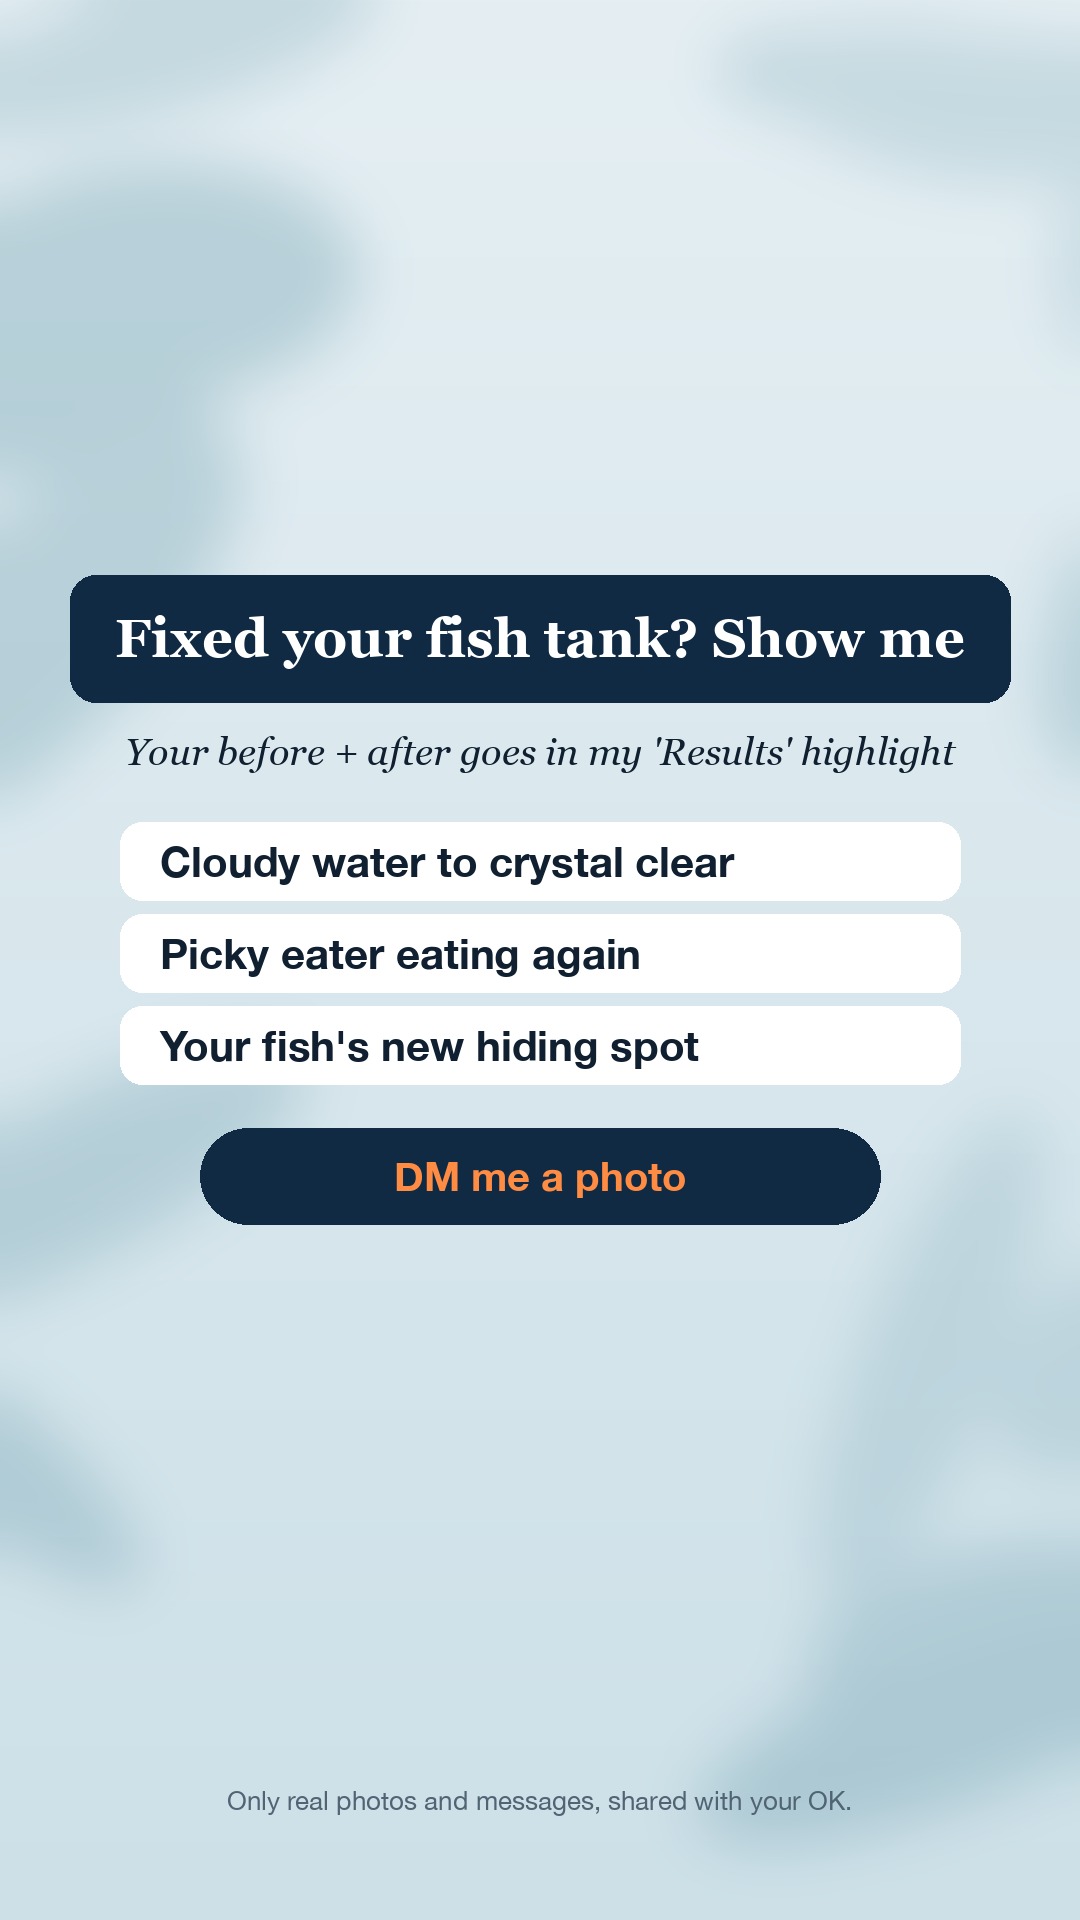 Fixed your fish tank? Show me
Your before + after goes in my 'Results' highlight
Cloudy water to crystal clear
Picky eater eating again
Your fish's new hiding spot
DM me a photo
Only real photos and messages, shared with your OK.